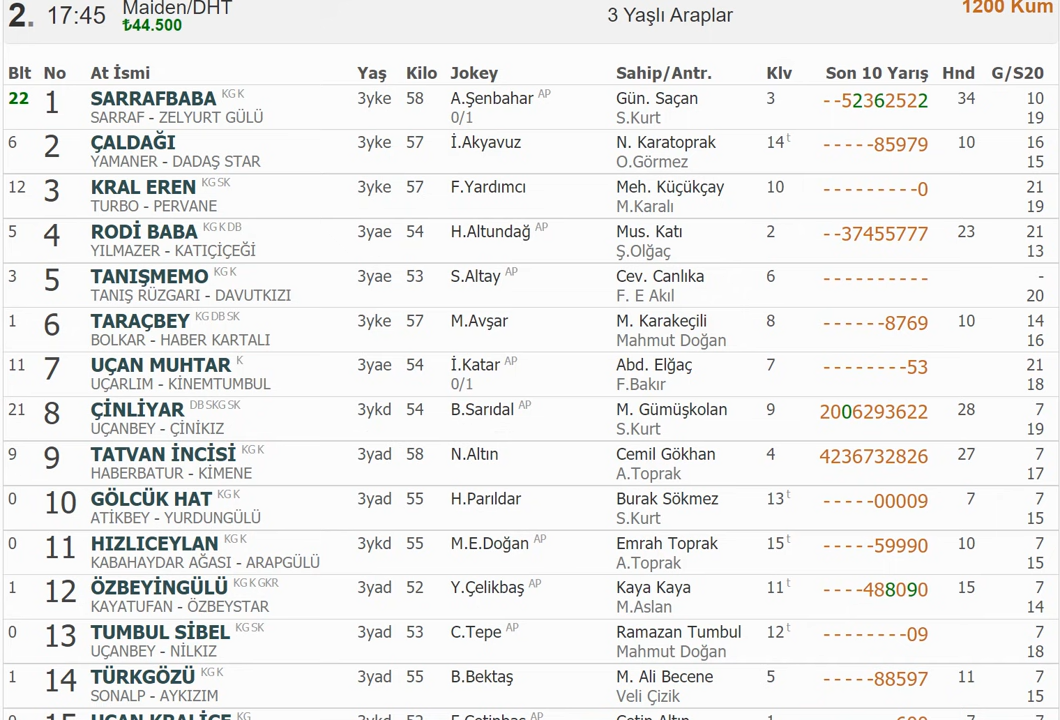 2. 17:45 Maiden/DHT 3 Yaşlı Araplar 1200 Kum
₺44.500
Blt No At İsmi Yaş Kilo Jokey Sahip/Antr. Klv Son 10 Yarış Hnd G/S20
22 1 SARRAFBABA KG K 3yke 58 A.Şenbahar AP Gün. Saçan 3 --52362522 34 10
SARRAF - ZELYURT GÜLÜ 0/1 S.Kurt 19
6 2 ÇALDAĞI 3yke 57 İ.Akyavuz N. Karatoprak 14t -----85979 10 16
YAMANER - DADAŞ STAR O.Görmez 15
12 3 KRAL EREN KG SK 3yke 57 F.Yardımcı Meh. Küçükçay 10 ---------0 21
TURBO - PERVANE M.Karalı 19
5 4 RODİ BABA KG K DB 3yae 54 H.Altundağ AP Mus. Katı 2 --37455777 23 21
YILMAZER - KATIÇİÇEĞİ Ş.Olğaç 13
3 5 TANIŞMEMO KG K 3yae 53 S.Altay AP Cev. Canlıka 6 ---------- -
TANIŞ RÜZGARI - DAVUTKIZI F. E Akıl 20
1 6 TARAÇBEY KG DB SK 3yke 57 M.Avşar M. Karakeçili 8 ------8769 10 14
BOLKAR - HABER KARTALI Mahmut Doğan 16
11 7 UÇAN MUHTAR K 3yae 54 İ.Katar AP Abd. Elğaç 7 --------53 21
UÇARLIM - KİNEMTUMBUL 0/1 F.Bakır 18
21 8 ÇİNLİYAR DB SKG SK 3ykd 54 B.Sarıdal AP M. Gümüşkolan 9 2006293622 28 7
UÇANBEY - ÇİNİKIZ S.Kurt 19
9 9 TATVAN İNCİSİ KG K 3yad 58 N.Altın Cemil Gökhan 4 4236732826 27 7
HABERBATUR - KİMENE A.Toprak 17
0 10 GÖLCÜK HAT KG K 3yad 55 H.Parıldar Burak Sökmez 13t -----00009 7 7
ATİKBEY - YURDUNGÜLÜ S.Kurt 15
0 11 HIZLICEYLAN KG K 3ykd 55 M.E.Doğan AP Emrah Toprak 15t -----59990 10 7
KABAHAYDAR AĞASI - ARAPGÜLÜ A.Toprak 15
1 12 ÖZBEYİNGÜLÜ KG K GKR 3yad 52 Y.Çelikbaş AP Kaya Kaya 11t ----488090 15 7
KAYATUFAN - ÖZBEYSTAR M.Aslan 14
0 13 TUMBUL SİBEL KG SK 3yad 53 C.Tepe AP Ramazan Tumbul 12t --------09 7
UÇANBEY - NİLKIZ Mahmut Doğan 18
1 14 TÜRKGÖZÜ KG K 3yad 55 B.Bektaş M. Ali Becene 5 -----88597 11 7
SONALP - AYKIZIM Veli Çizik 15